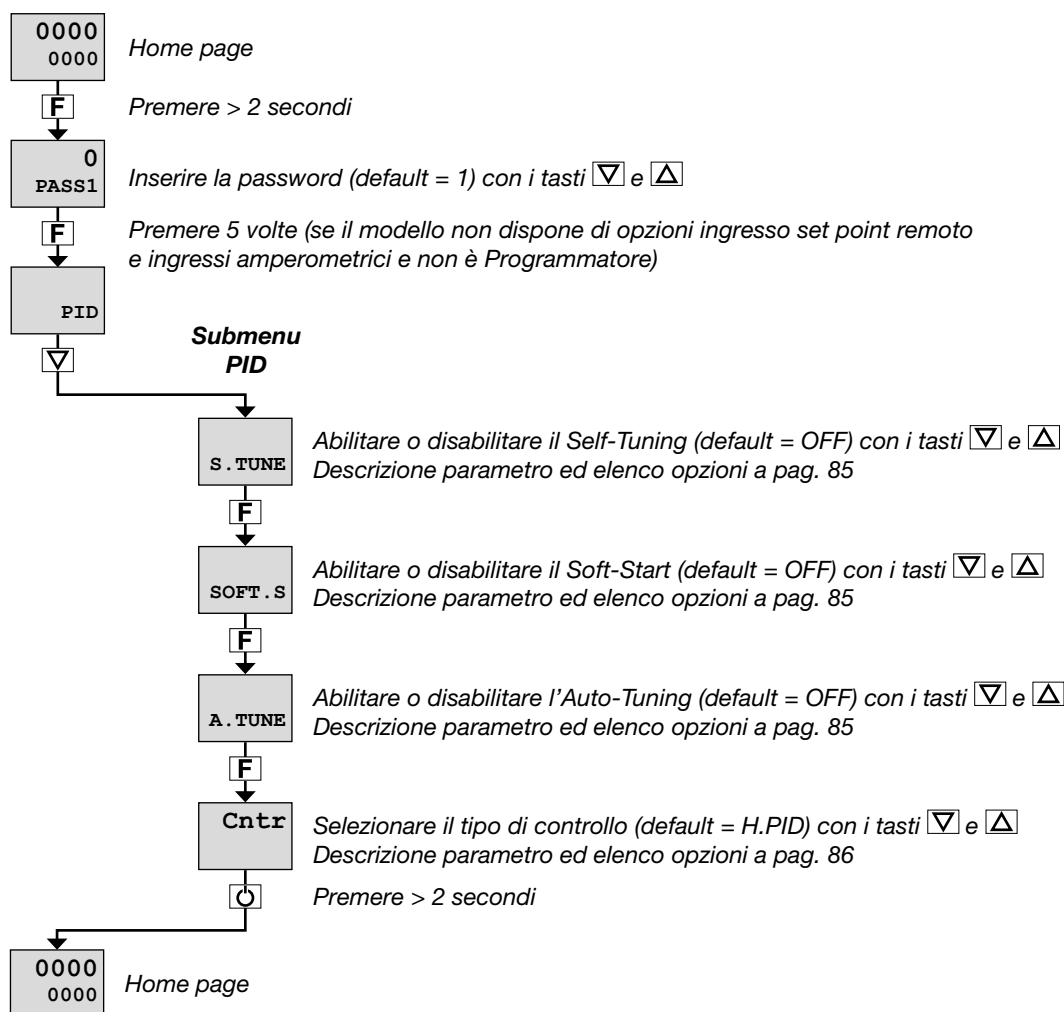 0000
0000
Home page
F
Premere > 2 secondi
0
PASS1
Inserire la password (default = 1) con i tasti ▽ e △
F
Premere 5 volte (se il modello non dispone di opzioni ingresso set point remoto
e ingressi amperometrici e non è Programmatore)
PID
Submenu
PID
▽
S.TUNE
Abilitare o disabilitare il Self-Tuning (default = OFF) con i tasti ▽ e △
Descrizione parametro ed elenco opzioni a pag. 85
F
SOFT.S
Abilitare o disabilitare il Soft-Start (default = OFF) con i tasti ▽ e △
Descrizione parametro ed elenco opzioni a pag. 85
F
A.TUNE
Abilitare o disabilitare l'Auto-Tuning (default = OFF) con i tasti ▽ e △
Descrizione parametro ed elenco opzioni a pag. 85
F
Cntr
Selezionare il tipo di controllo (default = H.PID) con i tasti ▽ e △
Descrizione parametro ed elenco opzioni a pag. 86
Premere > 2 secondi
0000
0000
Home page